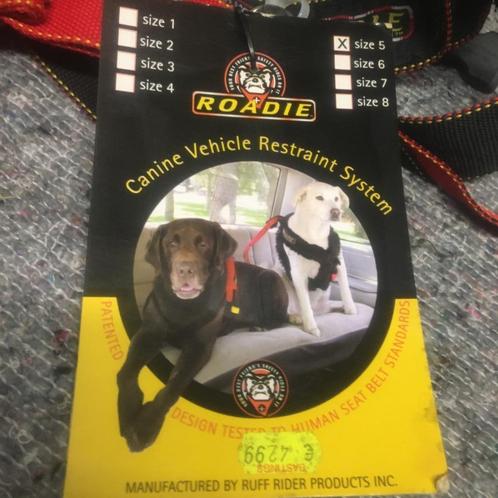 size 1
size 2
size 3
size 4
X size 5
size 6
size 7
size 8
ROADIE
Canine Vehicle Restraint System
PATENTED
DESIGN TESTED TO HUMAN SEAT BELT STANDARDS
€ 42.99
MANUFACTURED BY RUFF RIDER PRODUCTS INC.